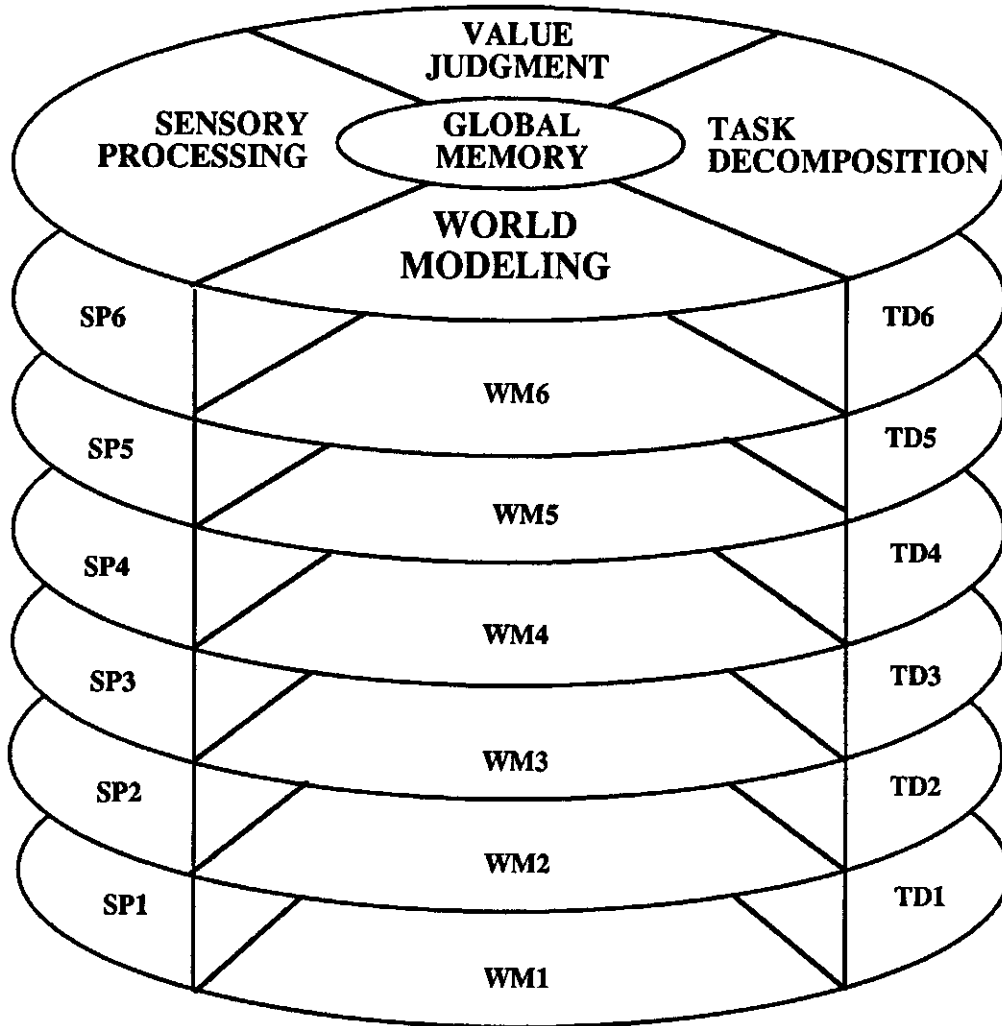 VALUE
JUDGMENT
SENSORY
PROCESSING
GLOBAL
MEMORY
TASK
DECOMPOSITION
WORLD
MODELING
SP6
WM6
TD6
SP5
WM5
TD5
SP4
WM4
TD4
SP3
WM3
TD3
SP2
WM2
TD2
SP1
WM1
TD1